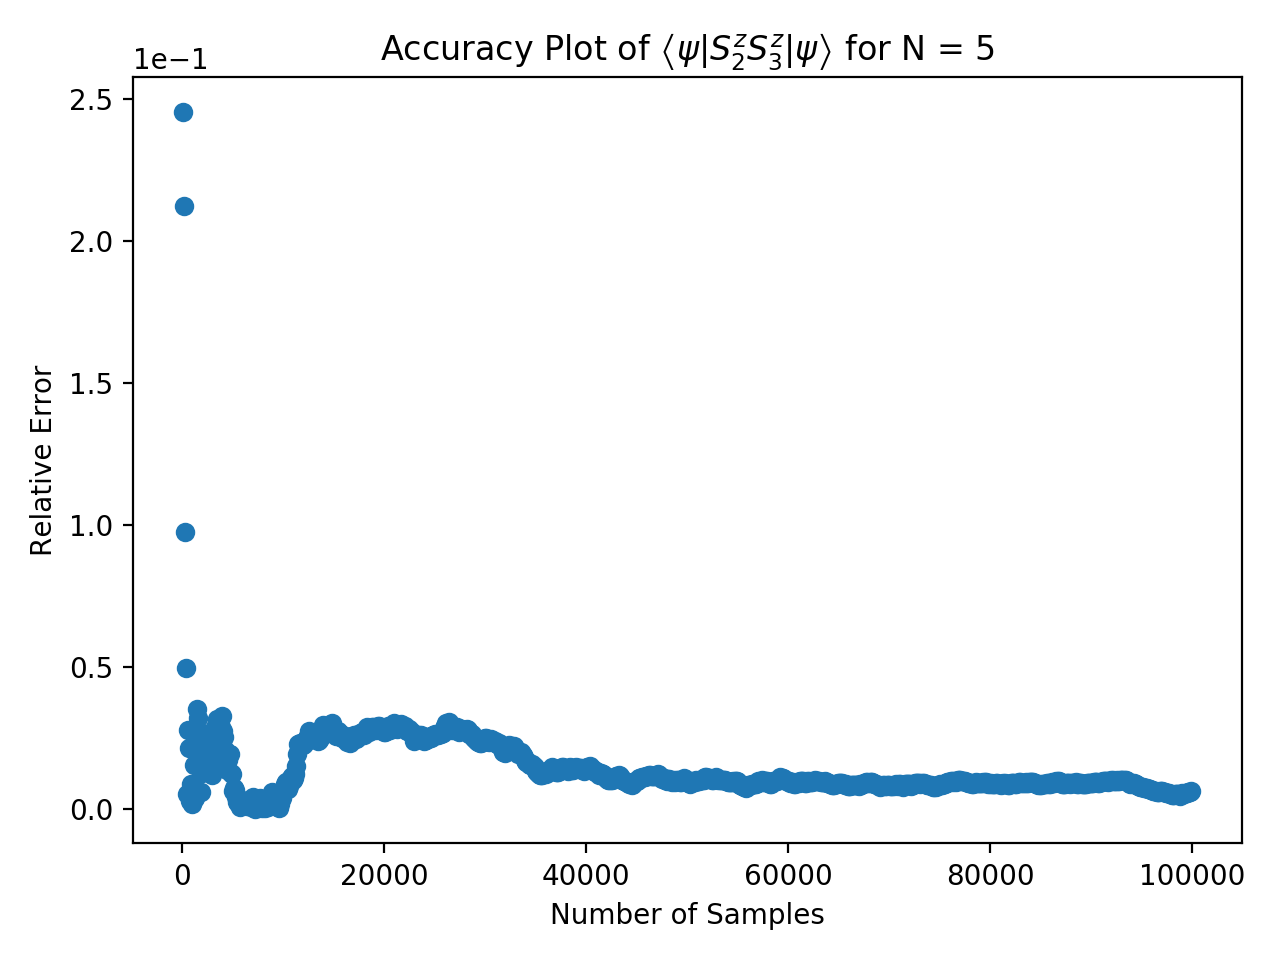 Accuracy Plot of ⟨ψ|S₂ᶻS₃ᶻ|ψ⟩ for N = 5
1e−1
2.5
2.0
1.5
1.0
0.5
0.0
Relative Error
0 20000 40000 60000 80000 100000
Number of Samples